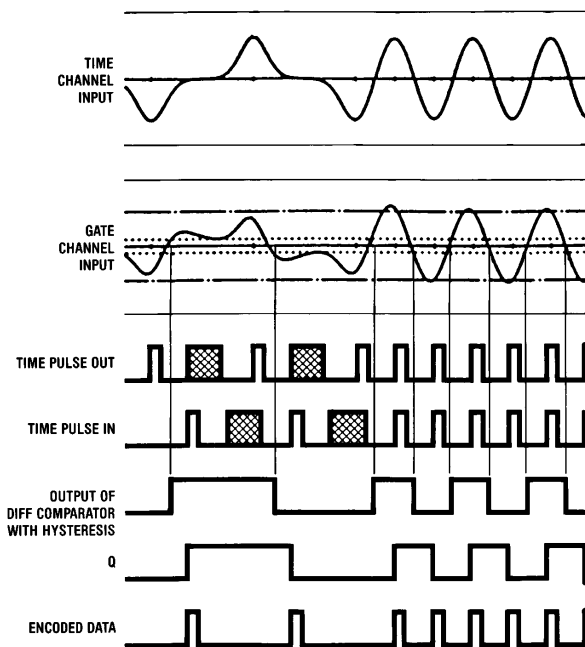 TIME
CHANNEL
INPUT
GATE
CHANNEL
INPUT
TIME PULSE OUT
TIME PULSE IN
OUTPUT OF
DIFF COMPARATOR
WITH HYSTERESIS
Q
ENCODED DATA